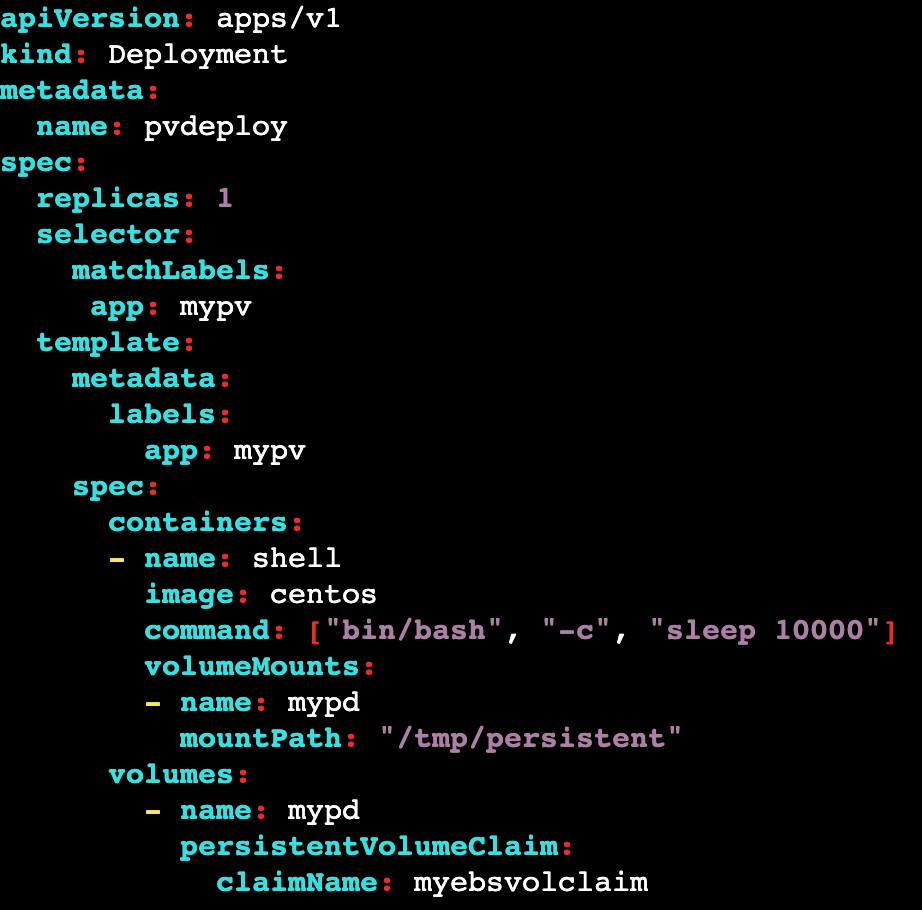 apiVersion: apps/v1
kind: Deployment
metadata:
  name: pvdeploy
spec:
  replicas: 1
  selector:
    matchLabels:
     app: mypv
  template:
    metadata:
      labels:
        app: mypv
    spec:
      containers:
      - name: shell
        image: centos
        command: ["bin/bash", "-c", "sleep 10000"]
        volumeMounts:
        - name: mypd
          mountPath: "/tmp/persistent"
      volumes:
        - name: mypd
          persistentVolumeClaim:
            claimName: myebsvolclaim